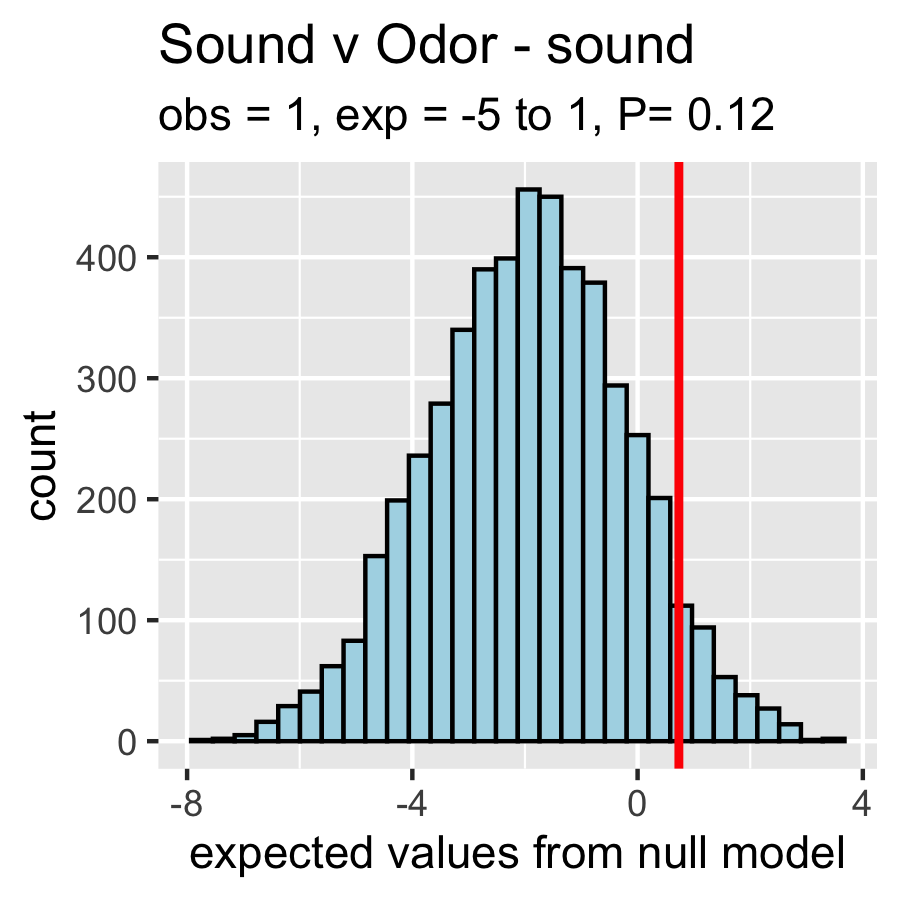 Sound v Odor - sound
obs = 1, exp = -5 to 1, P= 0.12
400
300
200
100
0
count
-8
-4
0
4
expected values from null model